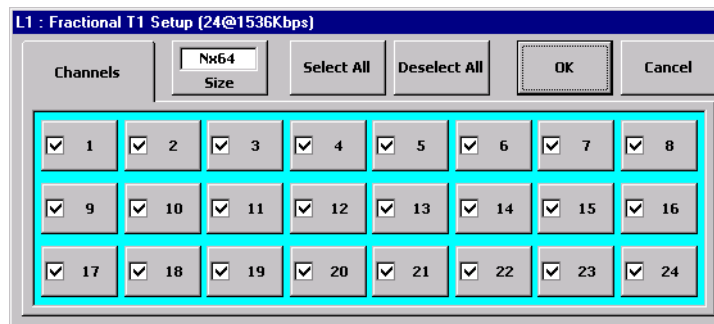 L1 : Fractional T1 Setup (24@1536Kbps)
Channels
Nx64
Size
Select All
Deselect All
OK
Cancel
1 2 3 4 5 6 7 8
9 10 11 12 13 14 15 16
17 18 19 20 21 22 23 24